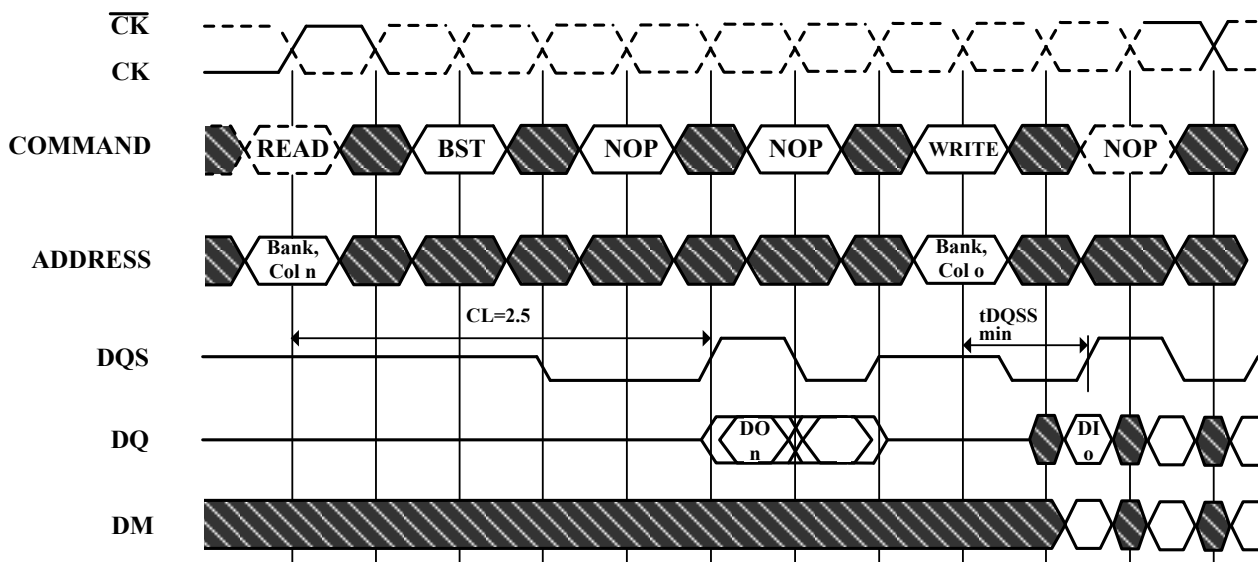 CK
CK
COMMAND
READ
BST
NOP
NOP
WRITE
NOP
ADDRESS
Bank,
Col n
Bank,
Col o
CL=2.5
tDQSS
min
DQS
DQ
DO
n
DI
o
DM